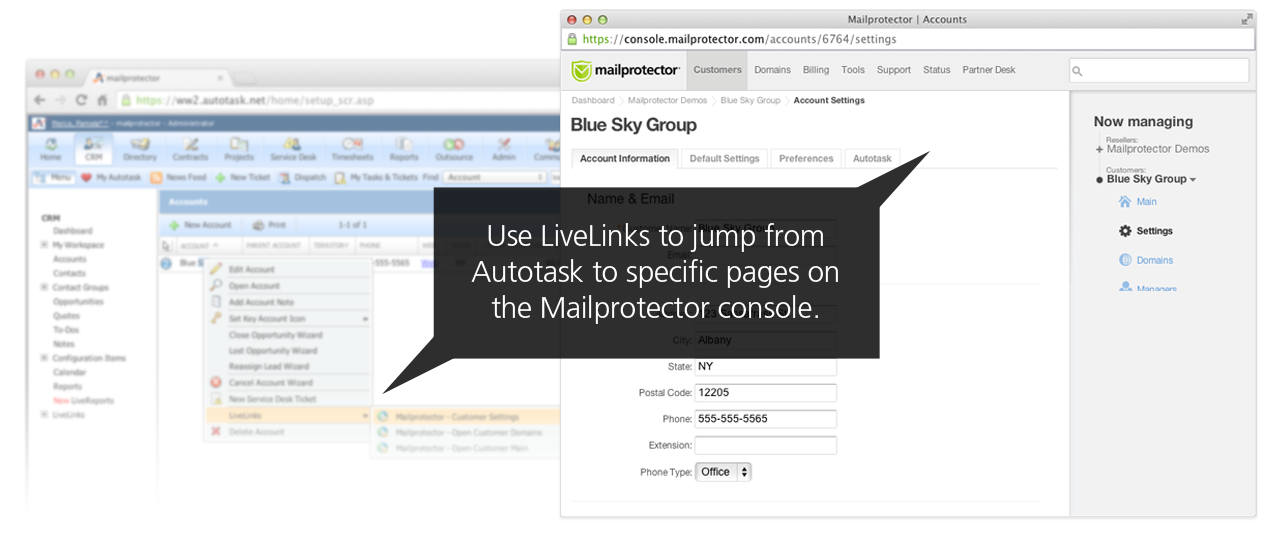 mailprotector
https://ww2.autotask.net/home/setup_scr.asp
mailprotector - Administrator
Home
CRM
Directory
Contracts
Projects
Service Desk
Timesheets
Reports
Outsource
Admin
Menu
My Autotask
News Feed
New Ticket
Dispatch
My Tasks & Tickets
Find
Account
CRM
Dashboard
My Workspace
Accounts
Contacts
Contact Groups
Opportunities
Quotes
To-Dos
Notes
Configuration Items
Calendar
Reports
New LiveReports
LiveLinks
Accounts
New Account
Print
1-1 of 1
ACCOUNT
PARENT ACCOUNT
TERRITORY
PHONE
Blue S
-555-5565
Edit Account
Open Account
Add Account Note
Set Key Account Icon
Close Opportunity Wizard
Lost Opportunity Wizard
Reassign Lead Wizard
Cancel Account Wizard
New Service Desk Ticket
LiveLinks
Delete Account
Mailprotector - Customer Settings
Mailprotector - Open Customer Domains
Mailprotector - Open Customer Main
Use LiveLinks to jump from
Autotask to specific pages on
the Mailprotector console.
Mailprotector | Accounts
https://console.mailprotector.com/accounts/6764/settings
mailprotector
Customers
Domains
Billing
Tools
Support
Status
Partner Desk
Dashboard
Mailprotector Demos
Blue Sky Group
Account Settings
Blue Sky Group
Account Information
Default Settings
Preferences
Autotask
Name & Email
Blue Sky Group
Email
City: Albany
State: NY
Postal Code: 12205
Phone: 555-555-5565
Extension:
Phone Type: Office
Now managing
Resellers:
Mailprotector Demos
Customers:
Blue Sky Group
Main
Settings
Domains
Managers